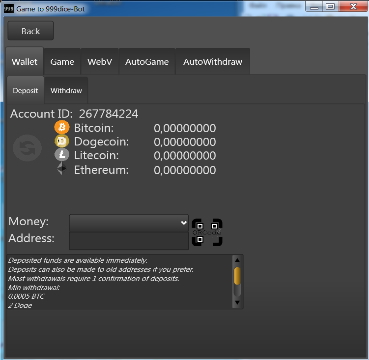 999 Game to 999dice-Bot
Back
Wallet Game WebV AutoGame AutoWithdraw
Deposit Withdraw
Account ID: 267784224
Bitcoin: 0,00000000
Dogecoin: 0,00000000
Litecoin: 0,00000000
Ethereum: 0,00000000
Money:
Address:
Deposited funds are available immediately.
Deposits can also be made to old addresses if you prefer.
Most withdrawals require 1 confirmation of deposits.
Min withdrawal:
0.0005 BTC
2 Doge